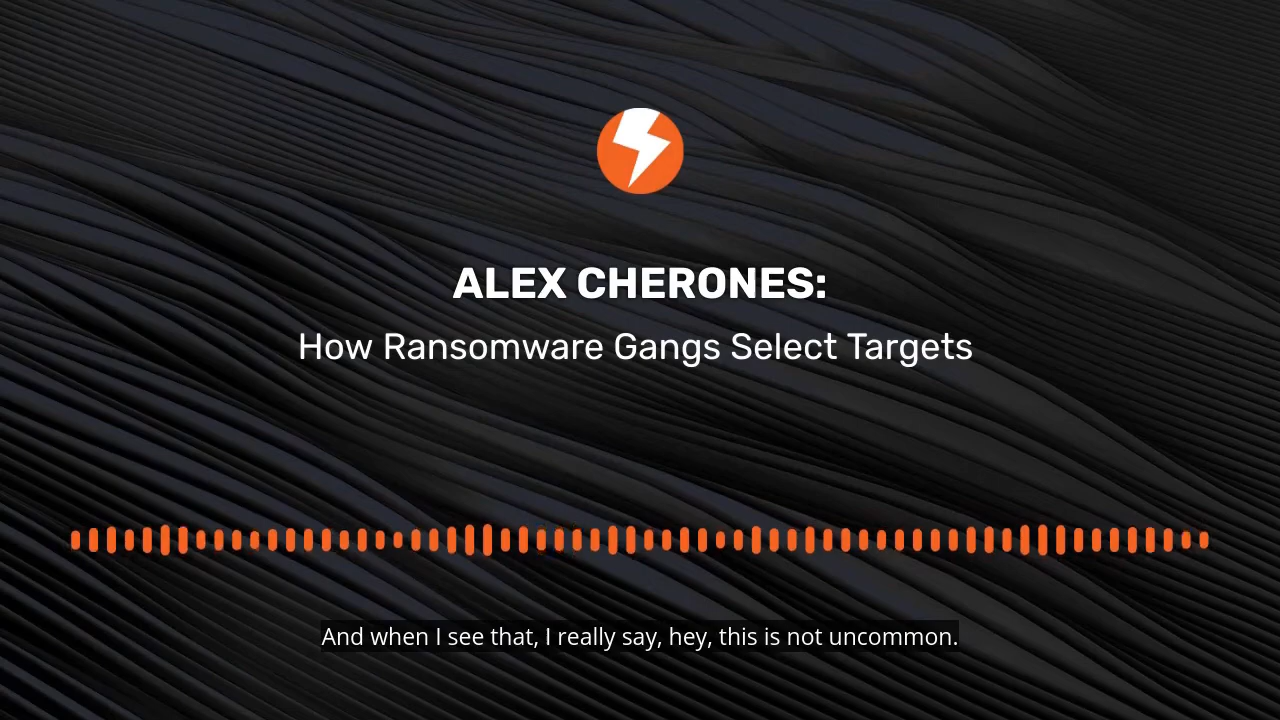 ALEX CHERONES:
How Ransomware Gangs Select Targets
And when I see that, I really say, hey, this is not uncommon.